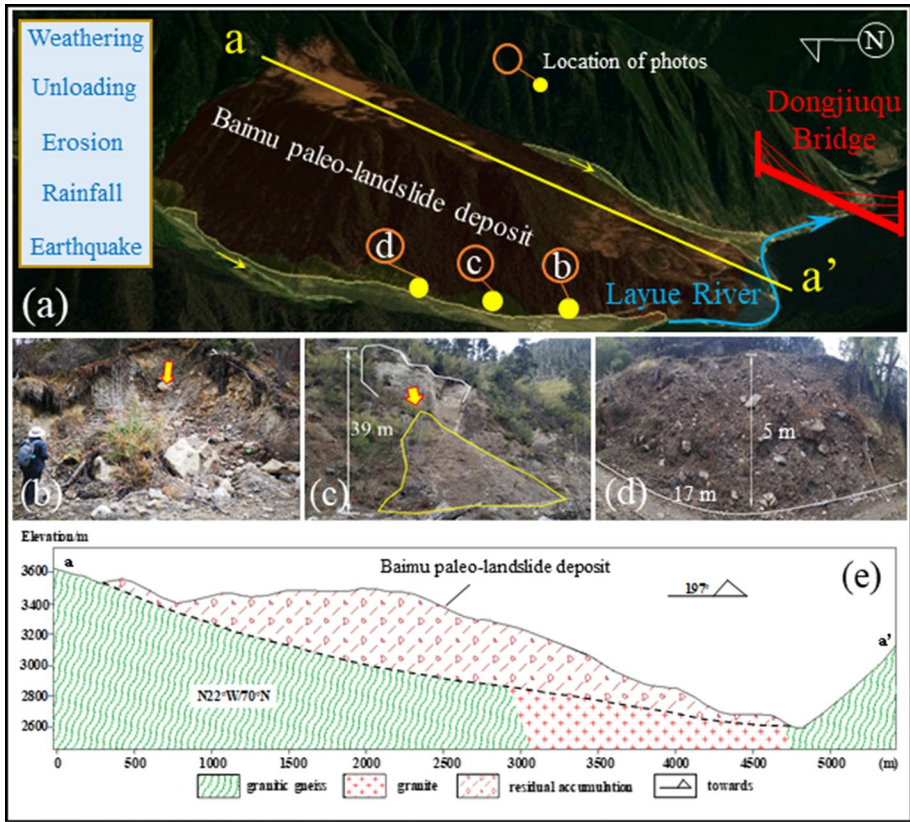 Weathering
Unloading
Erosion
Rainfall
Earthquake
a
Location of photos
N
Dongjiuqu
Bridge
Baimu paleo-landslide deposit
d
c
b
a’
Layue River
(a)
(b)
39 m
(c)
5 m
17 m
(d)
Elevation/m
a
Baimu paleo-landslide deposit
(e)
3600
197°
3400
a’
3200
3000
N22°W/70°N
2800
2600
0 500 1000 1500 2000 2500 3000 3500 4000 4500 5000 (m)
granitic gneiss granite residual accumulation towards